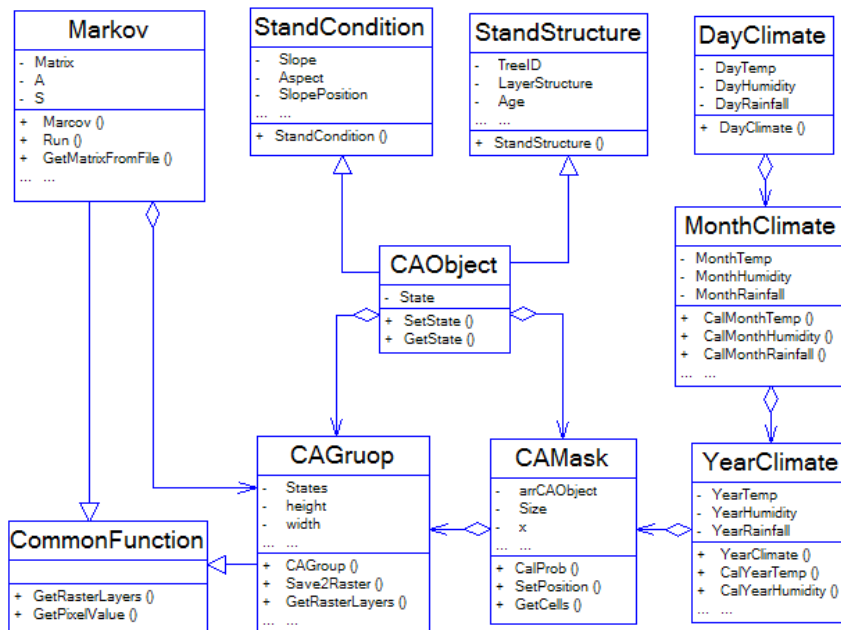 Markov
- Matrix
- A
- S
+ Marcov ()
+ Run ()
+ GetMatrixFromFile ()
... ...
StandCondition
- Slope
- Aspect
- SlopePosition
... ...
+ StandCondition ()
StandStructure
- TreeID
- LayerStructure
- Age
... ...
+ StandStructure ()
DayClimate
- DayTemp
- DayHumidity
- DayRainfall
+ DayClimate ()
MonthClimate
- MonthTemp
- MonthHumidity
- MonthRainfall
+ CalMonthTemp ()
+ CalMonthHumidity ()
+ CalMonthRainfall ()
... ...
CAObject
- State
+ SetState ()
+ GetState ()
CAGruop
- States
- height
- width
... ...
+ CAGroup ()
+ Save2Raster ()
+ GetRasterLayers ()
... ...
CAMask
- arrCAObject
- Size
- x
... ...
+ CalProb ()
+ SetPosition ()
+ GetCells ()
YearClimate
- YearTemp
- YearHumidity
- YearRainfall
+ YearClimate ()
+ CalYearTemp ()
+ CalYearHumidity ()
... ...
CommonFunction
+ GetRasterLayers ()
+ GetPixelValue ()